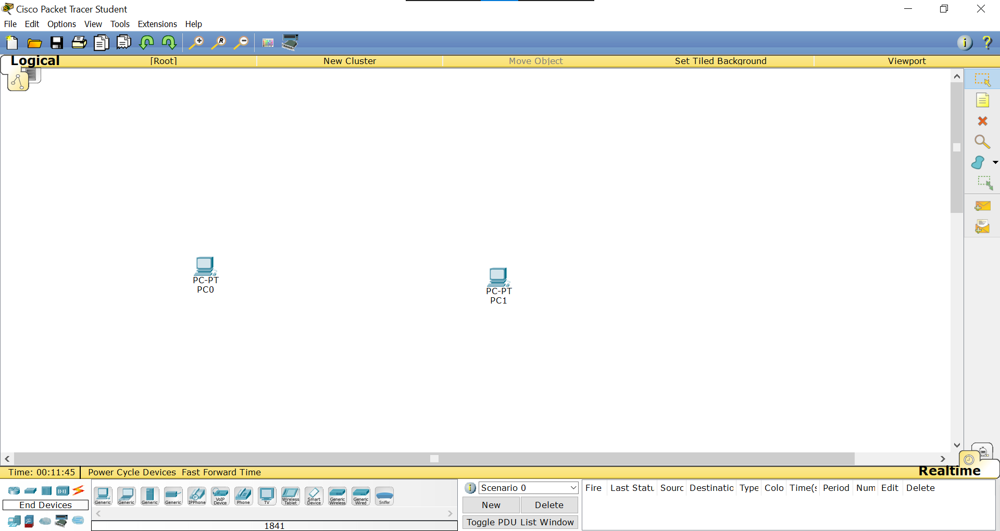 Cisco Packet Tracer Student
File Edit Options View Tools Extensions Help
Logical [Root] New Cluster Move Object Set Tiled Background Viewport
PC-PT
PC0
PC-PT
PC1
Time: 00:11:45 Power Cycle Devices Fast Forward Time Realtime
End Devices
Generic Generic Generic Generic IPPhone VoIP Device Phone TV Wireless Tablet Smart Device Generic Wireless Generic Wired Sniffer
1841
Scenario 0
New Delete
Toggle PDU List Window
Fire Last Statu Sourc Destinatio Type Colo Time(s Period Num Edit Delete